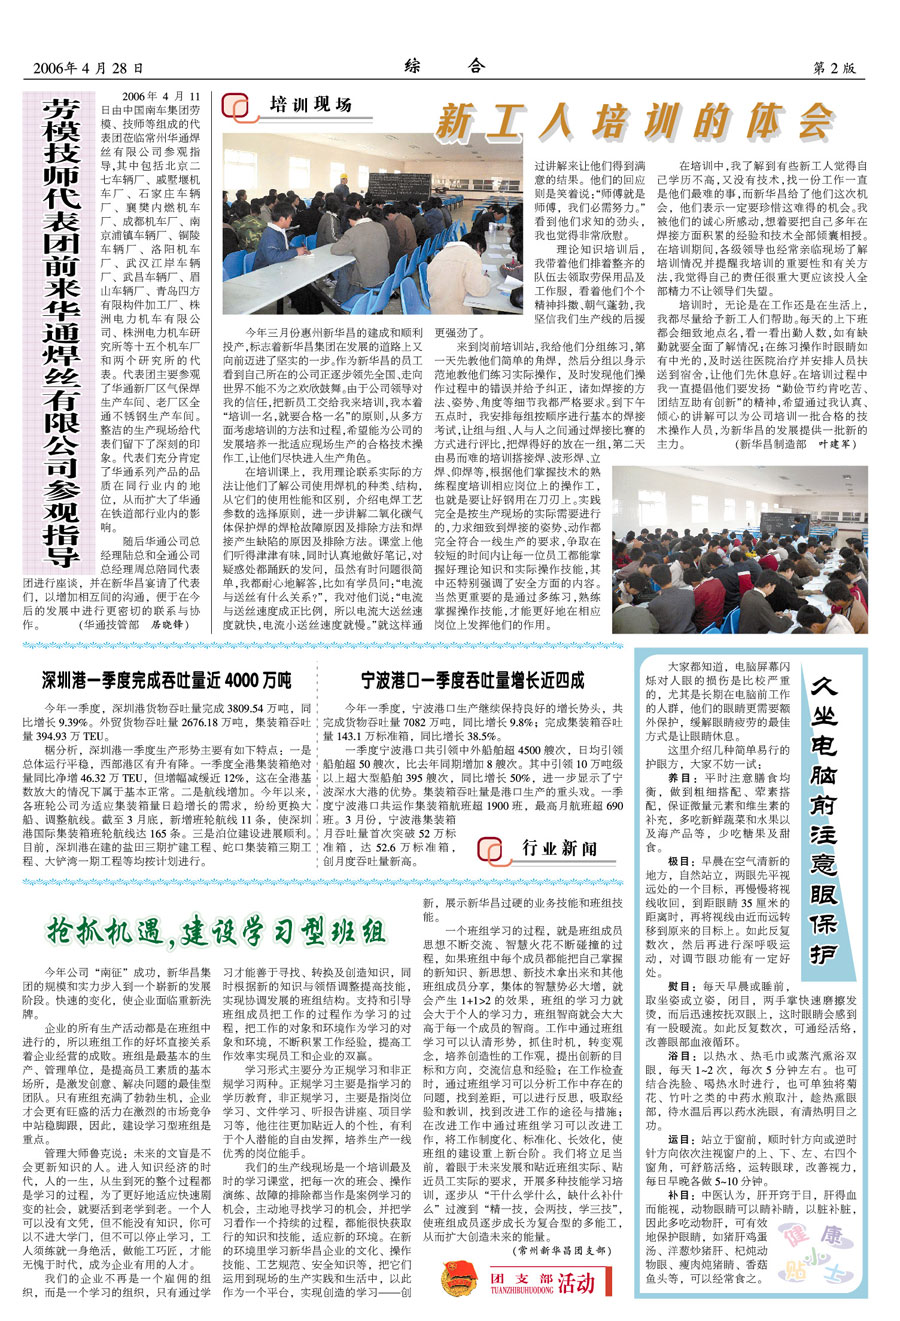 2006年4月28日
综 合
第2版
劳模技师代表团前来华通焊丝有限公司参观指导
2006 年 4 月 11
日由中国南车集团劳
模、技师等组成的代
表团莅临常州华通焊
丝有限公司参观指
导,其中包括北京二
七车辆厂、戚墅堰机
车厂、石家庄车辆
厂、襄樊内燃机车
厂、成都机车厂、南
京浦镇车辆厂、铜陵
车辆厂、洛阳机车
厂、武汉江岸车辆
厂、武昌车辆厂、眉
山车辆厂、青岛四方
有限构件加工厂、株
洲电力机车有限公
司、株洲电力机车研
究所等十五个机车厂
和两个研究所的代
表。代表团主要参观
了华通新厂区气保焊
生产车间、老厂区全
通不锈钢生产车间。
整洁的生产现场给代
表们留下了深刻的印
象。代表们充分肯定
了华通系列产品的品
质在同行业内的地
位，从而扩大了华通
在铁道部行业内的影
响。
随后华通公司总
经理陆总和全通公司
总经理周总陪同代表
团进行座谈，并在新华昌宴请了代表
们，以增加相互间的沟通，便于在今
后的发展中进行更密切的联系与协
作。 (华通技管部 居晓锋)
培训现场
新工人培训的体会
今年三月份惠州新华昌的建成和顺利
投产,标志着新华昌集团在发展的道路上又
向前迈进了坚实的一步。作为新华昌的员工
看到自己所在的公司正逐步领先全国、走向
世界不能不为之欢欣鼓舞。由于公司领导对
我的信任,把新员工交给我来培训,我本着
“培训一名,就要合格一名”的原则,从多方
面考虑培训的方法和过程,希望能为公司的
发展培养一批适应现场生产的合格技术操
作工,让他们尽快进入生产角色。
在培训课上，我用理论联系实际的方
法让他们了解公司使用焊机的种类、结构,
从它们的使用性能和区别，介绍电焊工艺
参数的选择原则，进一步讲解二氧化碳气
体保护焊的焊枪故障原因及排除方法和焊
接产生缺陷的原因及排除方法。课堂上他
们听得津津有味,同时认真地做好笔记,对
疑惑处都踊跃的发问，虽然有时问题很简
单,我都耐心地解答,比如有学员问:“电流
与送丝有什么关系?”，我对他们说:“电流
与送丝速度成正比例，所以电流大送丝速
度就快,电流小送丝速度就慢。”就这样通
过讲解来让他们得到满
意的结果。他们的回应
则是笑着说:“师傅就是
师傅，我们必需努力。”
看到他们求知的劲头，
我也觉得非常欣慰。
理论知识培训后，
我带着他们排着整齐的
队伍去领取劳保用品及
工作服，看着他们个个
精神抖擞、朝气蓬勃,我
坚信我们生产线的后援
更强劲了。
来到岗前培训站,我给他们分组练习,第
一天先教他们简单的角焊，然后分组以身示
范地教他们练习实际操作，及时发现他们操
作过程中的错误并给予纠正，诸如焊接的方
法、姿势、角度等细节我都严格要求。到下午
五点时，我安排每组按顺序进行基本的焊接
考试,让组与组、人与人之间通过焊接比赛的
方式进行评比,把焊得好的放在一组,第二天
由易而难的培训搭接焊、波形焊、立
焊、仰焊等,根据他们掌握技术的熟
练程度培训相应岗位上的操作工,
也就是要让好钢用在刀刃上。实践
完全是按生产现场的实际需要进行
的,力求细致到焊接的姿势、动作都
完全符合一线生产的要求,争取在
较短的时间内让每一位员工都能掌
握好理论知识和实际操作技能,其
中还特别强调了安全方面的内容。
当然更重要的是通过多练习,熟练
掌握操作技能,才能更好地在相应
岗位上发挥他们的作用。
在培训中,我了解到有些新工人觉得自
己学历不高,又没有技术,找一份工作一直
是他们最难的事,而新华昌给了他们这次机
会，他们表示一定要珍惜这难得的机会。我
被他们的诚心所感动,想着要把自己多年在
焊接方面积累的经验和技术全部倾囊相授。
在培训期间,各级领导也经常亲临现场了解
培训情况并提醒我培训的重要性和有关方
法,我觉得自己的责任很重大更应该投入全
部精力不让领导们失望。
培训时，无论是在工作还是在生活上，
我都尽量给予新工人们帮助。每天的上下班
都会细致地点名,看一看出勤人数,如有缺
勤就要全面了解情况;在练习操作时眼睛如
有中光的,及时送往医院治疗并安排人员扶
送到宿舍,让他们先休息好。在培训过程中
我一直提倡他们要发扬 “勤俭节约肯吃苦、
团结互助有创新”的精神,希望通过我认真、
倾心的讲解可以为公司培训一批合格的技
术操作人员,为新华昌的发展提供一批新的
主力。 (新华昌制造部 叶建军)
深圳港一季度完成吞吐量近 4000 万吨
今年一季度，深圳港货物吞吐量完成 3809.54 万吨，同
比增长 9.39%。外贸货物吞吐量 2676.18 万吨，集装箱吞吐
量 394.93 万 TEU。
椐分析，深圳港一季度生产形势主要有如下特点：一是
总体运行平稳，西部港区有升有降。一季度全港集装箱绝对
量同比净增 46.32 万 TEU，但增幅减缓近 12%，这在全港基
数放大的情况下属于基本正常。二是航线增加。今年以来，
各班轮公司为适应集装箱量日趋增长的需求，纷纷更换大
船、调整航线。截至 3 月底，新增班轮航线 11 条，使深圳
港国际集装箱班轮航线达 165 条。三是泊位建设进展顺利。
目前，深圳港在建的盐田三期扩建工程、蛇口集装箱三期工
程、大铲湾一期工程等均按计划进行。
宁波港口一季度吞吐量增长近四成
今年一季度，宁波港口生产继续保持良好的增长势头，共
完成货物吞吐量 7082 万吨，同比增长 9.8%；完成集装箱吞吐
量 143.1 万标准箱，同比增长 38.5%。
一季度宁波港口共引领中外船舶超 4500 艘次，日均引领
船舶超 50 艘次，比去年同期增加 8 艘次。其中引领 10 万吨级
以上超大型船舶 395 艘次，同比增长 50%，进一步显示了宁
波深水大港的优势。集装箱吞吐量是港口生产的重头戏。一季
度宁波港口共运作集装箱航班超 1900 班，最高月航班超 690
班。3 月份，宁波港集装箱
月吞吐量首次突破 52 万标
准箱，达 52.6 万标准箱，
创月度吞吐量新高。
行业新闻
抢抓机遇,建设学习型班组
今年公司“南征”成功，新华昌集
团的规模和实力步入到一个崭新的发展
阶段。快速的变化，使企业面临重新洗
牌。
企业的所有生产活动都是在班组中
进行的，所以班组工作的好坏直接关系
着企业经营的成败。班组是最基本的生
产、管理单位，是提高员工素质的基本
场所，是激发创意、解决问题的最佳型
团队。只有班组充满了勃勃生机，企业
才会更有旺盛的活力在激烈的市场竞争
中站稳脚跟，因此，建设学习型班组是
重点。
管理大师鲁克说：未来的文盲是不
会更新知识的人。进入知识经济的时
代，人的一生，从生到死的整个过程都
是学习的过程，为了更好地适应快速剧
变的社会，就要活到老学到老。一个人
可以没有文凭，但不能没有知识，你可
以不进大学门，但不可以停止学习，工
人须练就一身绝活，做能工巧匠，才能
无愧于时代，成为企业有用的人才。
我们的企业不再是一个雇佣的组
织，而是一个学习的组织，只有通过学
习才能善于寻找、转换及创造知识，同
时根据新的知识与领悟调整提高技能，
实现协调发展的班组结构。支持和引导
班组成员把工作的过程作为学习的过
程，把工作的对象和环境作为学习的对
象和环境，不断积累工作经验，提高工
作效率实现员工和企业的双赢。
学习形式主要分为正规学习和非正
规学习两种。正规学习主要是指学习的
学历教育，非正规学习，主要是指岗位
学习、文件学习、听报告讲座、项目学
习等，他往往更加贴近人的个性，有利
于个人潜能的自由发挥，培养生产一线
优秀的岗位能手。
我们的生产线现场是一个培训最及
时的学习课堂，把每一次的班会、操作
演练、故障的排除都当作是案例学习的
机会，主动地寻找学习的机会，并把学
习看作一个持续的过程，都能很快获取
行的知识和技能，适应新的环境。在新
的环境里学习新华昌企业的文化、操作
技能、工艺规范、安全知识等，把它们
运用到现场的生产实践和生活中，以此
作为一个平台，实现创造的学习——创
新，展示新华昌过硬的业务技能和班组技
能。
一个班组学习的过程，就是班组成员
思想不断交流、智慧火花不断碰撞的过
程，如果班组中每个成员都能把自己掌握
的新知识、新思想、新技术拿出来和其他
班组成员分享，集体的智慧势必大增，就
会产生 1+1>2 的效果，班组的学习力就
会大于个人的学习力，班组智商就会大大
高于每一个成员的智商。工作中通过班组
学习可以认清形势，抓住时机，转变观
念，培养创造性的工作观，提出创新的目
标和方向，交流信息和经验；在工作检查
时，通过班组学习可以分析工作中存在的
问题，找到差距，可以进行反思，吸取经
验和教训，找到改进工作的途径与措施；
在改进工作中通过班组学习可以改进工
作，将工作制度化、标准化、长效化，使
班组的建设重上新台阶。我们将立足当
前，着眼于未来发展和贴近班组实际、贴
近员工实际的要求，开展多种技能学习培
训，逐步从“干什么学什么，缺什么补什
么”过渡到“精一技，会两技，学三技”，
使班组成员逐步成长为复合型的多能工，
从而扩大创造未来的能量。
(常州新华昌团支部)
团支部
TUANZHIBUHUODONG
活动
久坐电脑前注意眼保护
大家都知道，电脑屏幕闪
烁对人眼的损伤是比校严重
的，尤其是长期在电脑前工作
的人群，他们的眼睛更需要额
外保护，缓解眼睛疲劳的最佳
方式是让眼睛休息。
这里介绍几种简单易行的
护眼方，大家不妨一试：
养目：平时注意膳食均
衡，做到粗细搭配、荤素搭
配，保证微量元素和维生素的
补充，多吃新鲜蔬菜和水果以
及海产品等，少吃糖果及甜
食。
极目：早晨在空气清新的
地方，自然站立，两眼先平视
远处的一个目标，再慢慢将视
线收回，到距眼睛 35 厘米的
距离时，再将视线由近而远转
移到原来的目标上。如此反复
数次，然后再进行深呼吸运
动，对调节眼功能有一定好
处。
熨目：每天早晨或睡前，
取坐姿或立姿，闭目，两手掌快速磨擦发
烫，而后迅速按抚双眼上，这时眼睛会感到
有一股暖流。如此反复数次，可通经活络，
改善眼部血液循环。
浴目：以热水、热毛巾或蒸汽熏浴双
眼，每天 1~2 次，每次 5 分钟左右。也可
结合洗脸、喝热水时进行，也可单独将菊
花、竹叶之类的中药水煎取汁，趁热熏眼
部，待水温后再以药水洗眼，有清热明目之
功。
运目：站立于窗前，顺时针方向或逆时
针方向依次注视窗户的上、下、左、右四个
窗角，可舒筋活络，运转眼球，改善视力，
每日早晚各做 5~10 分钟。
补目：中医认为，肝开窍于目，肝得血
而能视，动物眼睛可以睛补睛，以脏补脏，
因此多吃动物肝，可有效
地保护眼睛，如猪肝鸡蛋
汤、洋葱炒猪肝、杞炖动
物眼、瘦肉炖猪睛、香菇
鱼头等，可以经常食之。
健康
小
贴士